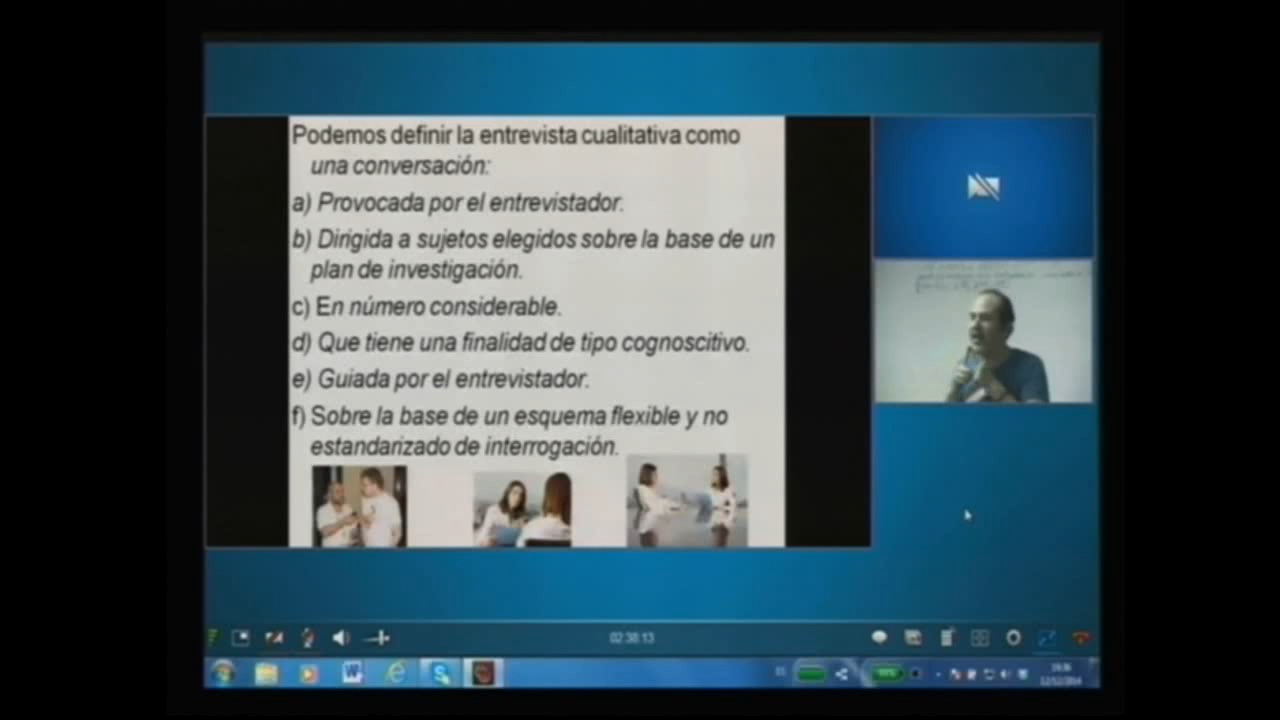 Podemos definir la entrevista cualitativa como
una conversación:
a) Provocada por el entrevistador.
b) Dirigida a sujetos elegidos sobre la base de un
plan de investigación.
c) En número considerable.
d) Que tiene una finalidad de tipo cognoscitivo.
e) Guiada por el entrevistador.
f) Sobre la base de un esquema flexible y no
estandarizado de interrogación.
02:38:13
ES